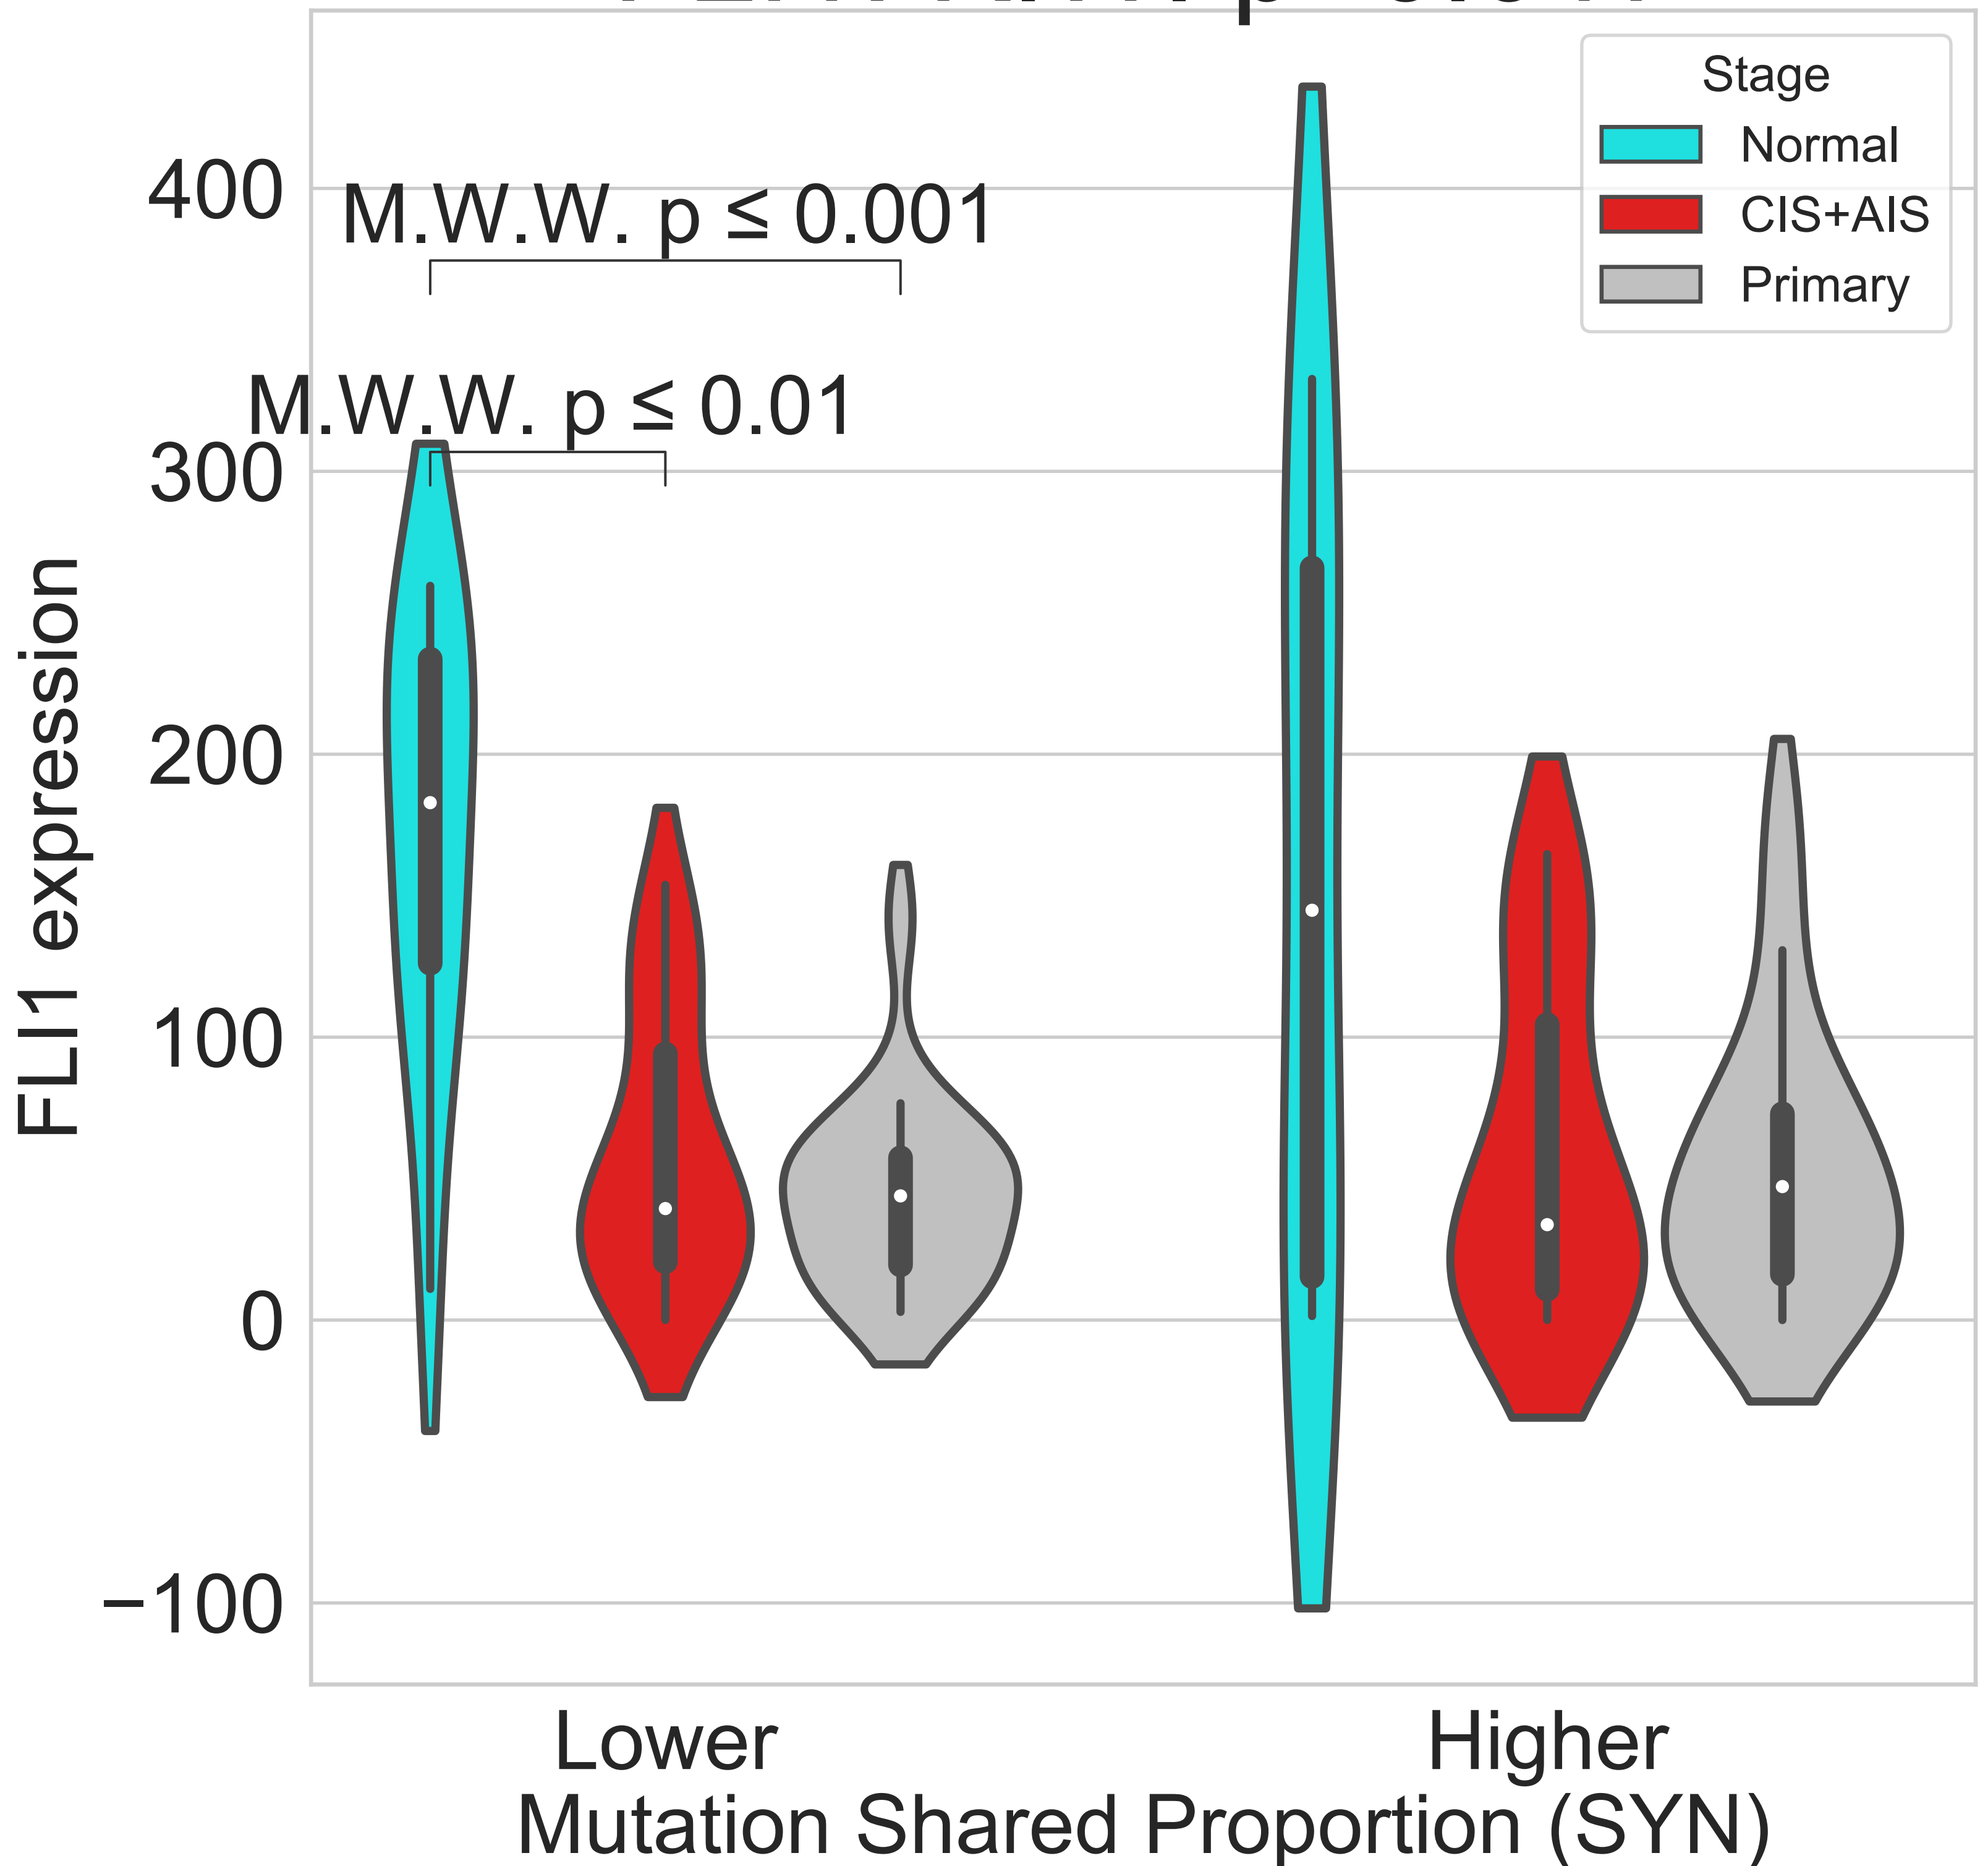 Stage
Normal
CIS+AIS
Primary
400
300
200
100
0
−100
M.W.W. p ≤ 0.001
M.W.W. p ≤ 0.01
FLI1 expression
Lower
Higher
Mutation Shared Proportion (SYN)